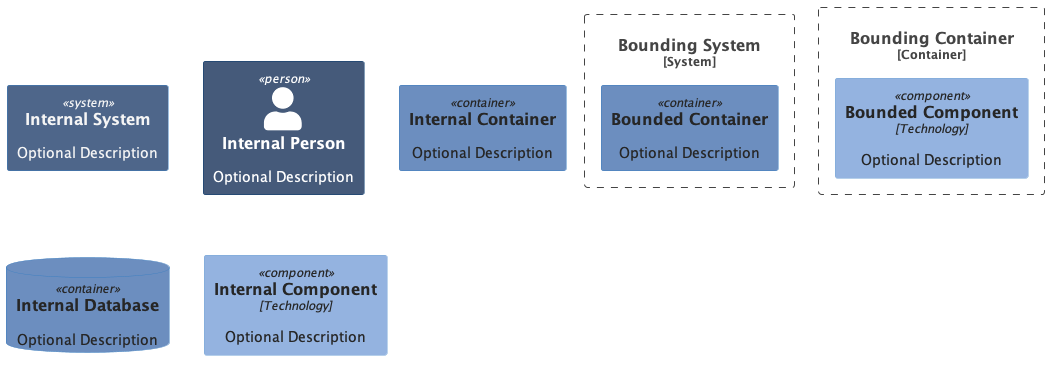 «system»
Internal System
Optional Description
«person»
Internal Person
Optional Description
«container»
Internal Container
Optional Description
Bounding System
[System]
«container»
Bounded Container
Optional Description
Bounding Container
[Container]
«component»
Bounded Component
[Technology]
Optional Description
«container»
Internal Database
Optional Description
«component»
Internal Component
[Technology]
Optional Description